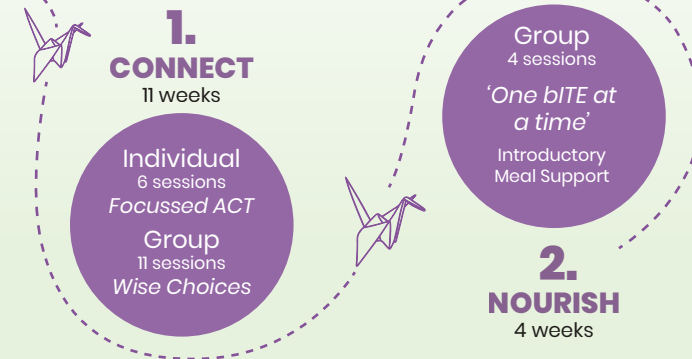 1.
CONNECT
11 weeks
Individual
6 sessions
Focussed ACT
Group
11 sessions
Wise Choices
Group
4 sessions
‘One bITE at
a time’
Introductory
Meal Support
2.
NOURISH
4 weeks